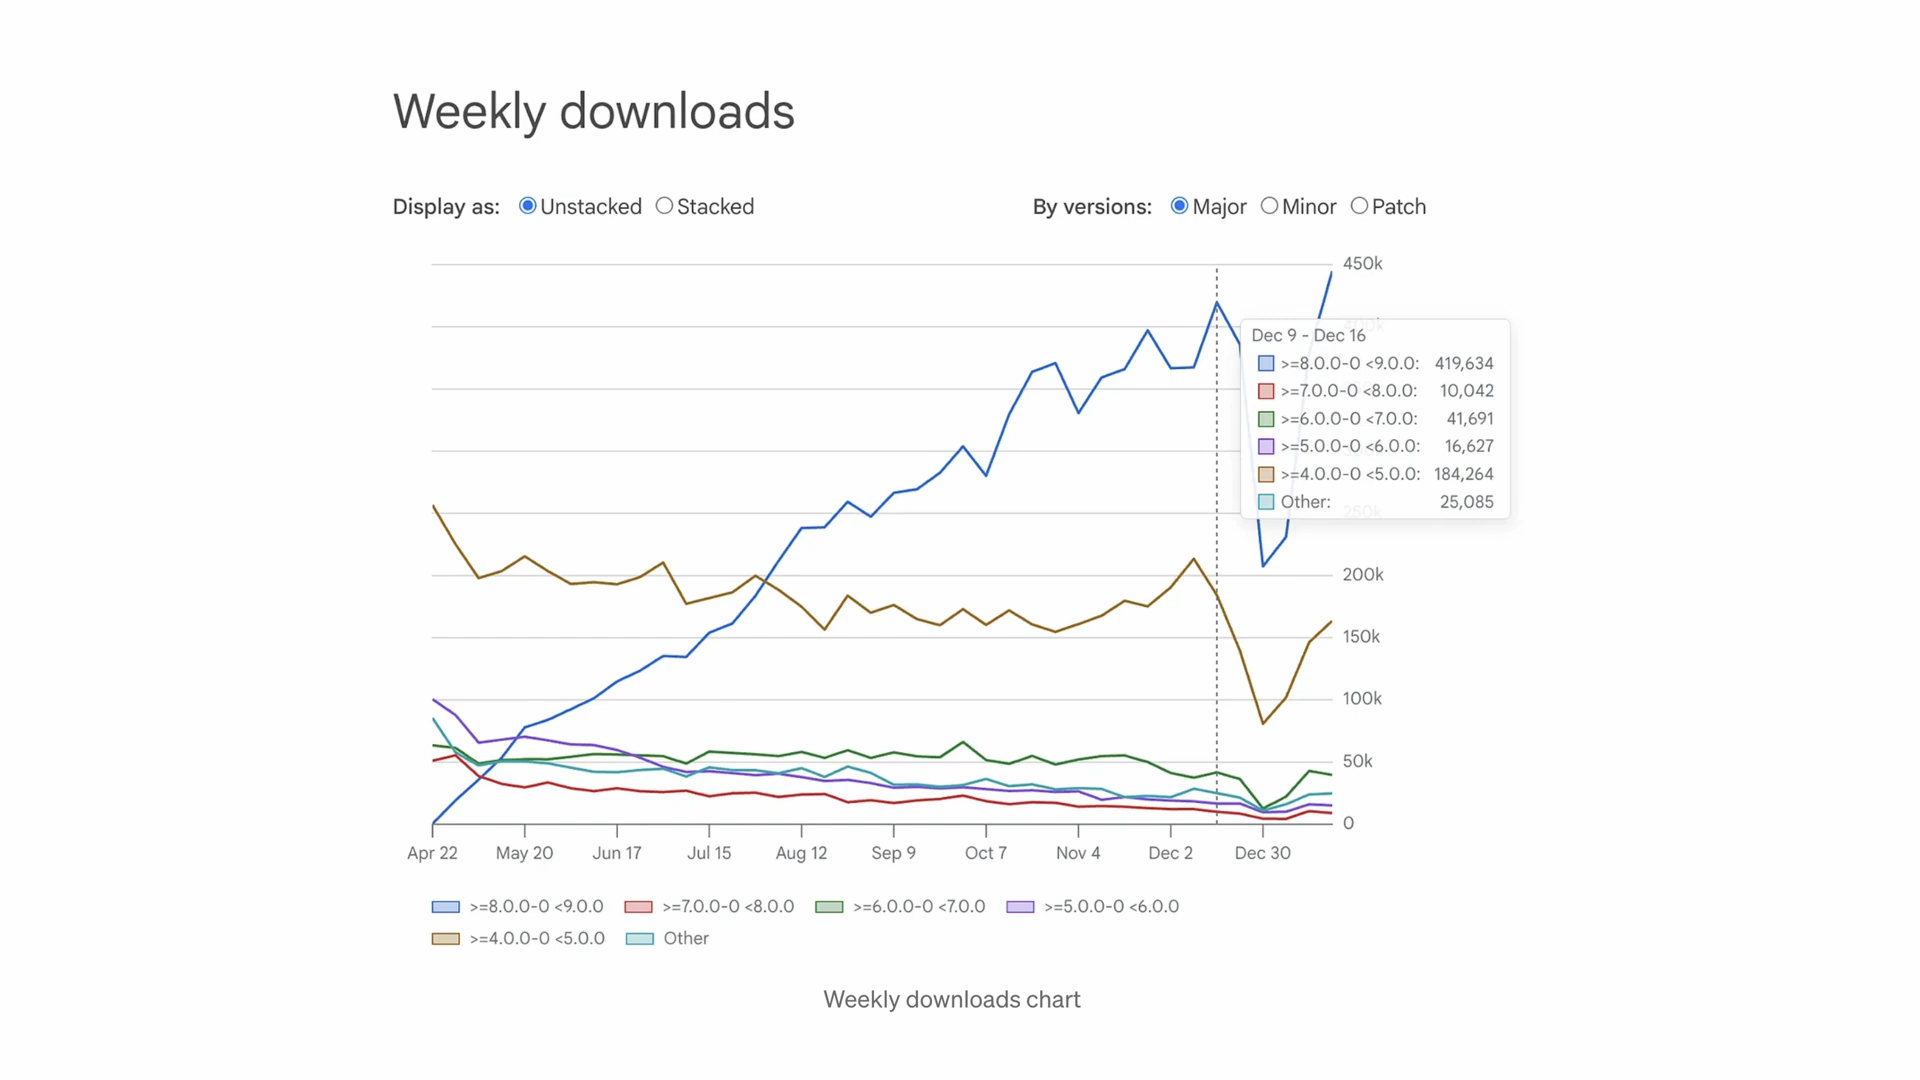 Weekly downloads
Display as: Unstacked Stacked By versions: Major Minor Patch
450k
400k
Dec 9 - Dec 16
>=8.0.0-0 <9.0.0: 419,634
>=7.0.0-0 <8.0.0: 10,042
>=6.0.0-0 <7.0.0: 41,691
>=5.0.0-0 <6.0.0: 16,627
>=4.0.0-0 <5.0.0: 184,264
Other: 25,085
250k
200k
150k
100k
50k
0
Apr 22 May 20 Jun 17 Jul 15 Aug 12 Sep 9 Oct 7 Nov 4 Dec 2 Dec 30
>=8.0.0-0 <9.0.0 >=7.0.0-0 <8.0.0 >=6.0.0-0 <7.0.0 >=5.0.0-0 <6.0.0
>=4.0.0-0 <5.0.0 Other
Weekly downloads chart